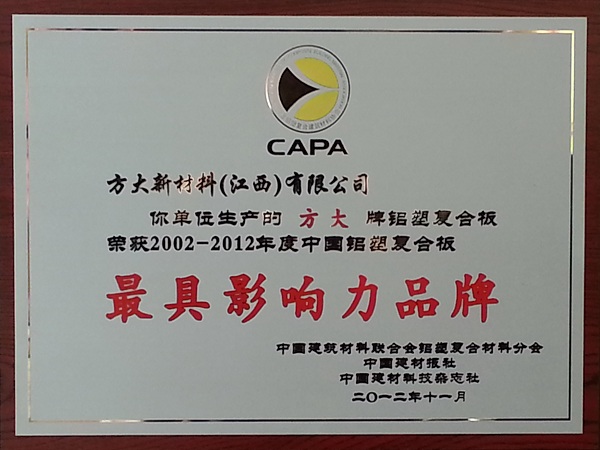 CAPA
方大新材料(江西)有限公司
你单位生产的 方大 牌铝塑复合板
荣获2002-2012年度中国铝塑复合板
最具影响力品牌
中国建筑材料联合会铝塑复合材料分会
中国建材报社
中国建材科技杂志社
二〇一二年十一月